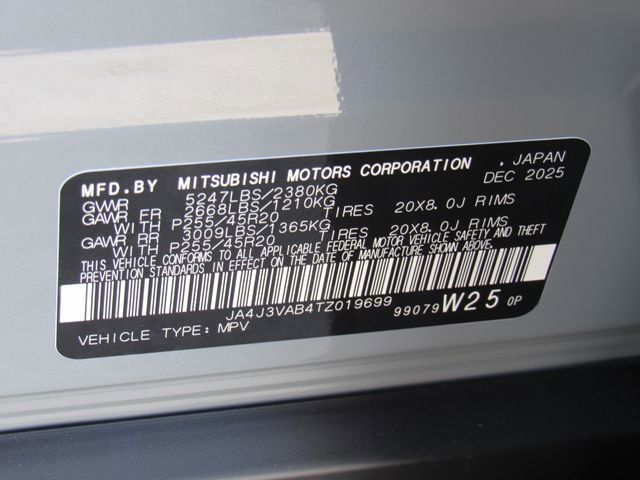 MFD.BY MITSUBISHI MOTORS CORPORATION . JAPAN
GVWR 5247LBS/2380KG DEC 2025
GAWR FR 2668LBS/1210KG
WITH P255/45R20 TIRES 20X8.0J RIMS
GAWR RR 3009LBS/1365KG
WITH P255/45R20 TIRES 20X8.0J RIMS
THIS VEHICLE CONFORMS TO ALL APPLICABLE FEDERAL MOTOR VEHICLE SAFETY AND THEFT
PREVENTION STANDARDS IN EFFECT ON THE DATE OF MANUFACTURE SHOWN ABOVE.
JA4J3VAB4TZ019699
VEHICLE TYPE: MPV 99079 W25 0P